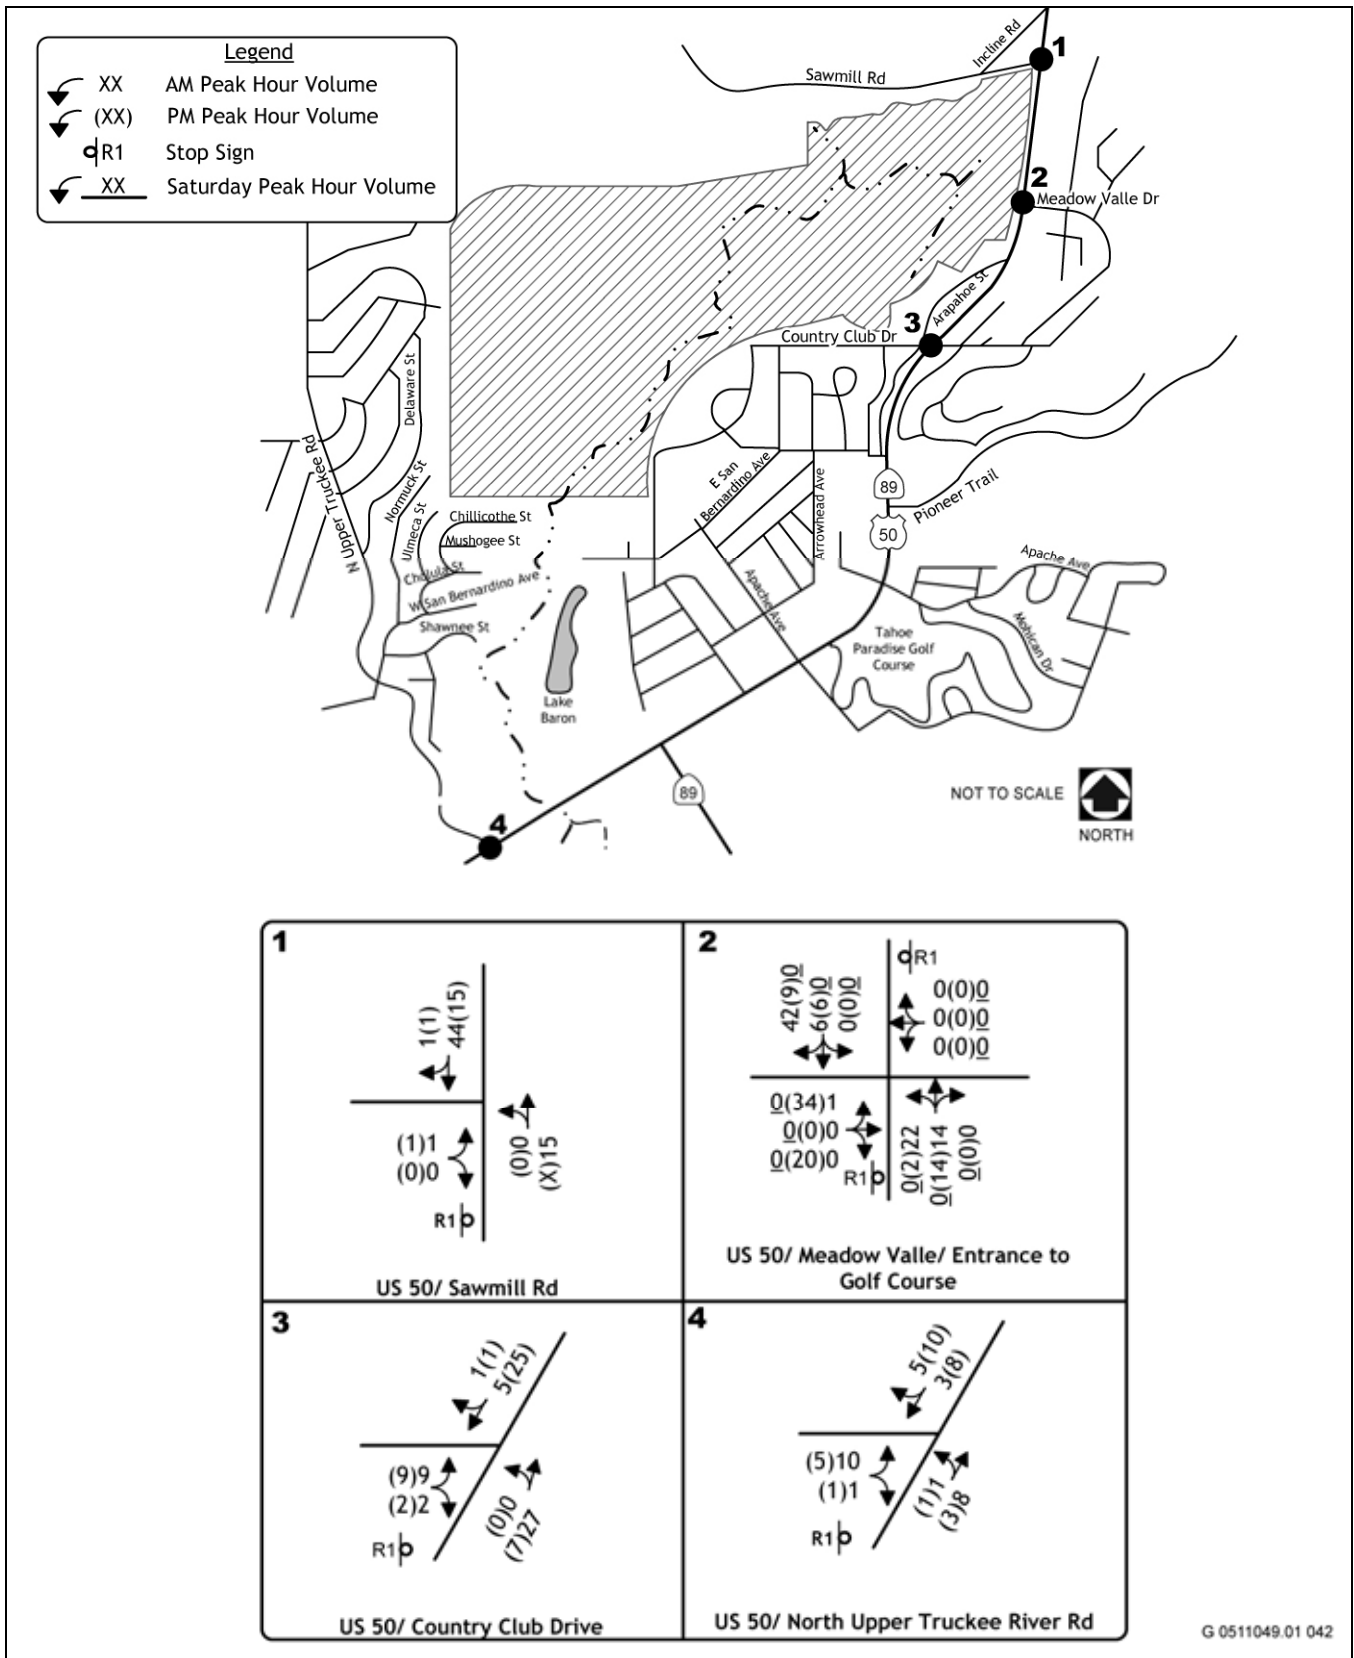 Legend
XX AM Peak Hour Volume
(XX) PM Peak Hour Volume
R1 Stop Sign
XX Saturday Peak Hour Volume
Incline Rd
1
Sawmill Rd
2
Meadow Valle Dr
Arapahoe St
3
Country Club Dr
Delaware St
N Upper Truckee Rd
Normuck St
Ulmeca St
E San
Bernardino Ave
Arrowhead Ave
89
Pioneer Trail
50
Chillicothe St
Mushogee St
Cholula St
W San Bernardino Ave
Shawnee St
Apache Ave
Apache Ave
Mohican Dr
Tahoe
Paradise Golf
Course
Lake
Baron
89
NOT TO SCALE
NORTH
4
1
1(1)
44(15)
(1)1
(0)0
(0)0
(X)15
R1
US 50/ Sawmill Rd
2
R1
42(9)0
6(6)0
0(0)0
0(0)0
0(0)0
0(0)0
0(34)1
0(0)0
0(20)0
R1
0(2)22
0(14)14
0(0)0
US 50/ Meadow Valle/ Entrance to
Golf Course
3
1(1)
5(25)
(9)9
(2)2
(0)0
(7)27
R1
US 50/ Country Club Drive
4
5(10)
3(8)
(5)10
(1)1
(1)1
(3)8
R1
US 50/ North Upper Truckee River Rd
G 0511049.01 042